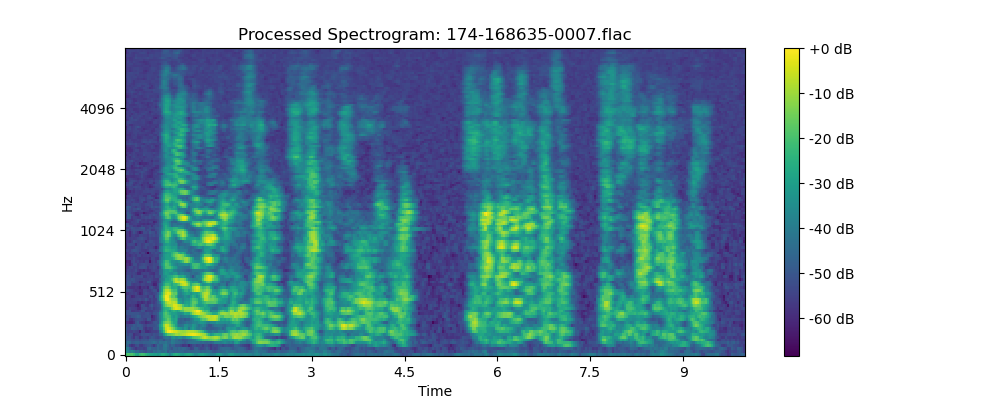 Processed Spectrogram: 174-168635-0007.flac
Hz
4096
2048
1024
512
0
0 1.5 3 4.5 6 7.5 9
Time
+0 dB
-10 dB
-20 dB
-30 dB
-40 dB
-50 dB
-60 dB